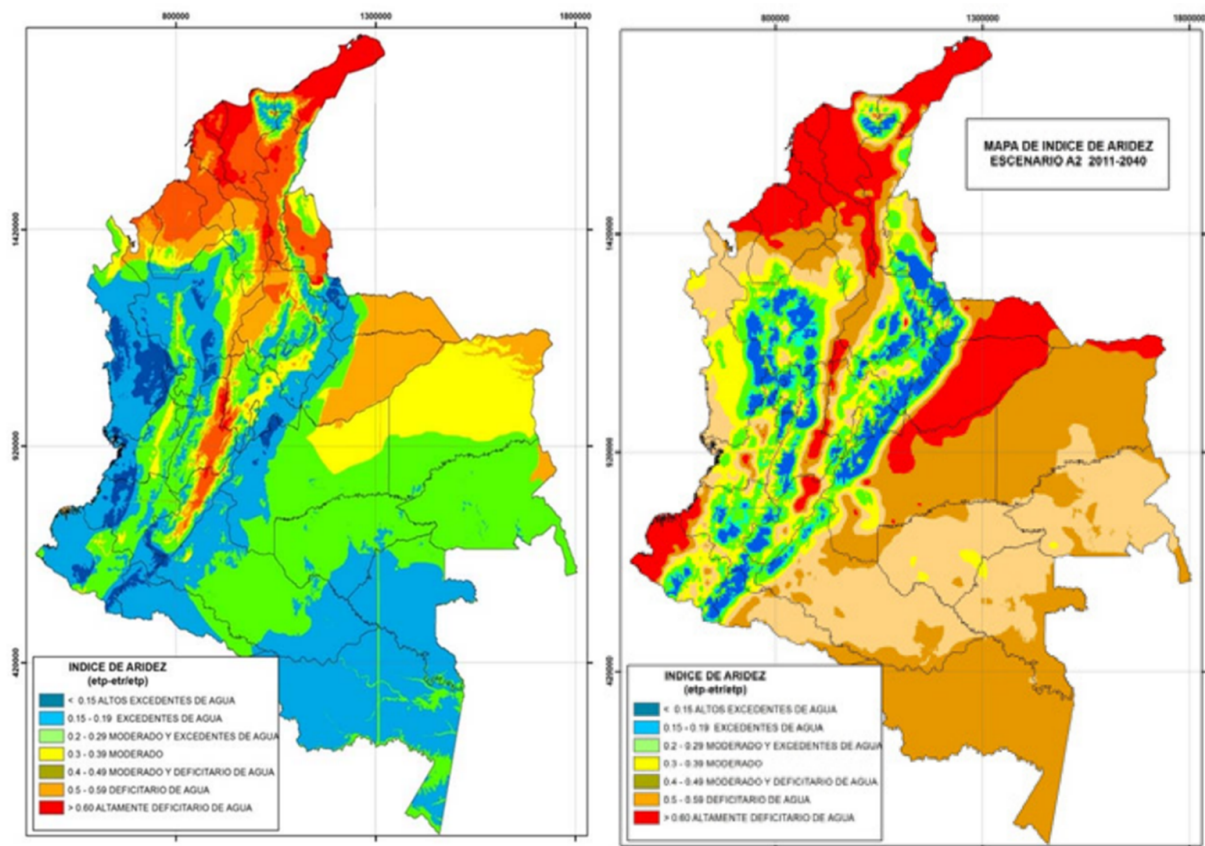 800000 1300000 1800000
1420000
920000
420000
INDICE DE ARIDEZ
(etp-etr/etp)
< 0.15 ALTOS EXCEDENTES DE AGUA
0.15 - 0.19 EXCEDENTES DE AGUA
0.2 - 0.29 MODERADO Y EXCEDENTES DE AGUA
0.3 - 0.39 MODERADO
0.4 - 0.49 MODERADO Y DEFICITARIO DE AGUA
0.5 - 0.59 DEFICITARIO DE AGUA
> 0.60 ALTAMENTE DEFICITARIO DE AGUA
800000 1300000 1800000
MAPA DE INDICE DE ARIDEZ
ESCENARIO A2 2011-2040
1420000
920000
420000
INDICE DE ARIDEZ
(etp-etr/etp)
< 0.15 ALTOS EXCEDENTES DE AGUA
0.15 - 0.19 EXCEDENTES DE AGUA
0.2 - 0.29 MODERADO Y EXCEDENTES DE AGUA
0.3 - 0.39 MODERADO
0.4 - 0.49 MODERADO Y DEFICITARIO DE AGUA
0.5 - 0.59 DEFICITARIO DE AGUA
> 0.60 ALTAMENTE DEFICITARIO DE AGUA